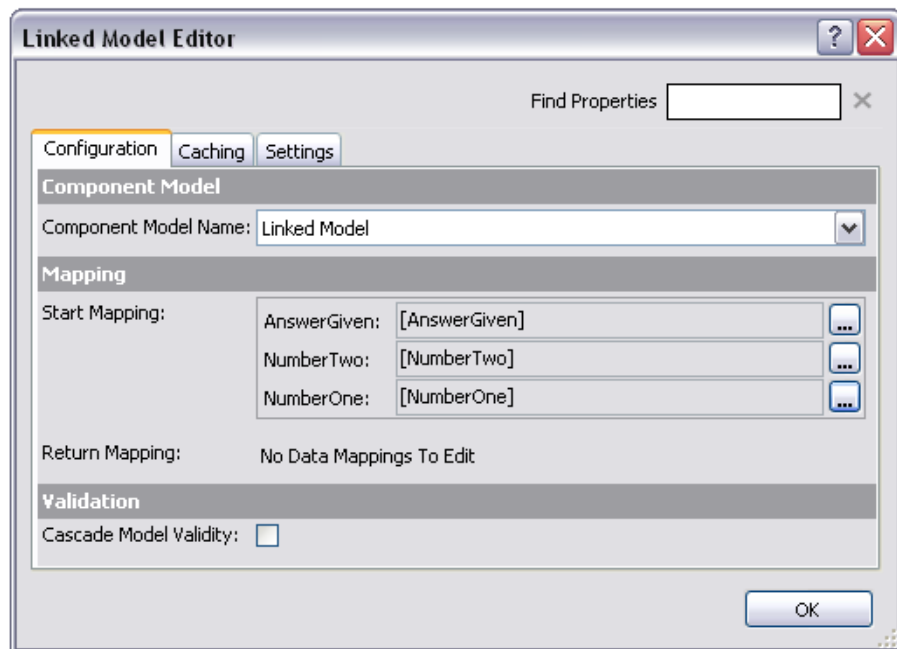 Linked Model Editor
?
Find Properties
Configuration Caching Settings
Component Model
Component Model Name: Linked Model
Mapping
Start Mapping:
AnswerGiven: [AnswerGiven] ...
NumberTwo: [NumberTwo] ...
NumberOne: [NumberOne] ...
Return Mapping: No Data Mappings To Edit
Validation
Cascade Model Validity:
OK